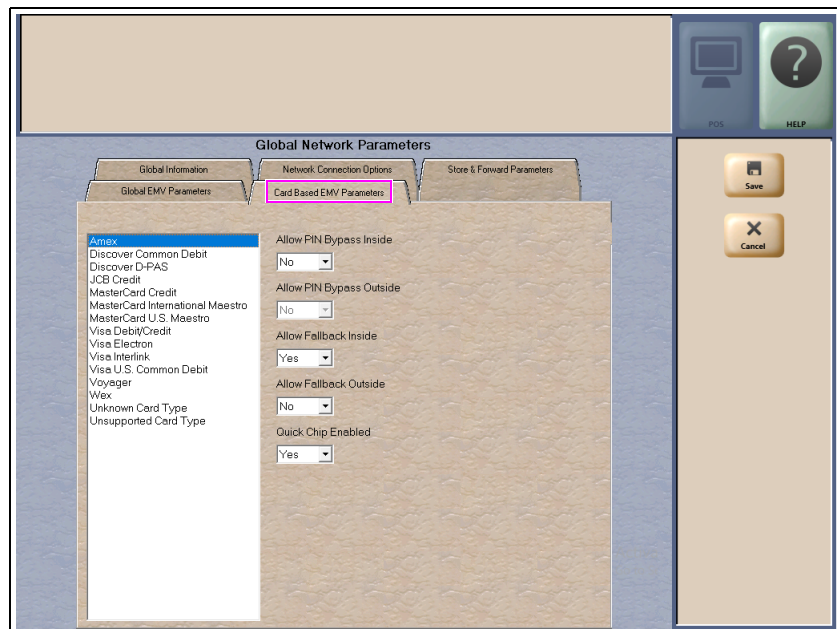 POS
HELP
Global Network Parameters
Global Information
Network Connection Options
Store & Forward Parameters
Global EMV Parameters
Card Based EMV Parameters
Save
Cancel
Amex
Discover Common Debit
Discover D-PAS
JCB Credit
MasterCard Credit
MasterCard International Maestro
MasterCard U.S. Maestro
Visa Debit/Credit
Visa Electron
Visa Interlink
Visa U.S. Common Debit
Voyager
Wex
Unknown Card Type
Unsupported Card Type
Allow PIN Bypass Inside
No
Allow PIN Bypass Outside
No
Allow Fallback Inside
Yes
Allow Fallback Outside
No
Quick Chip Enabled
Yes